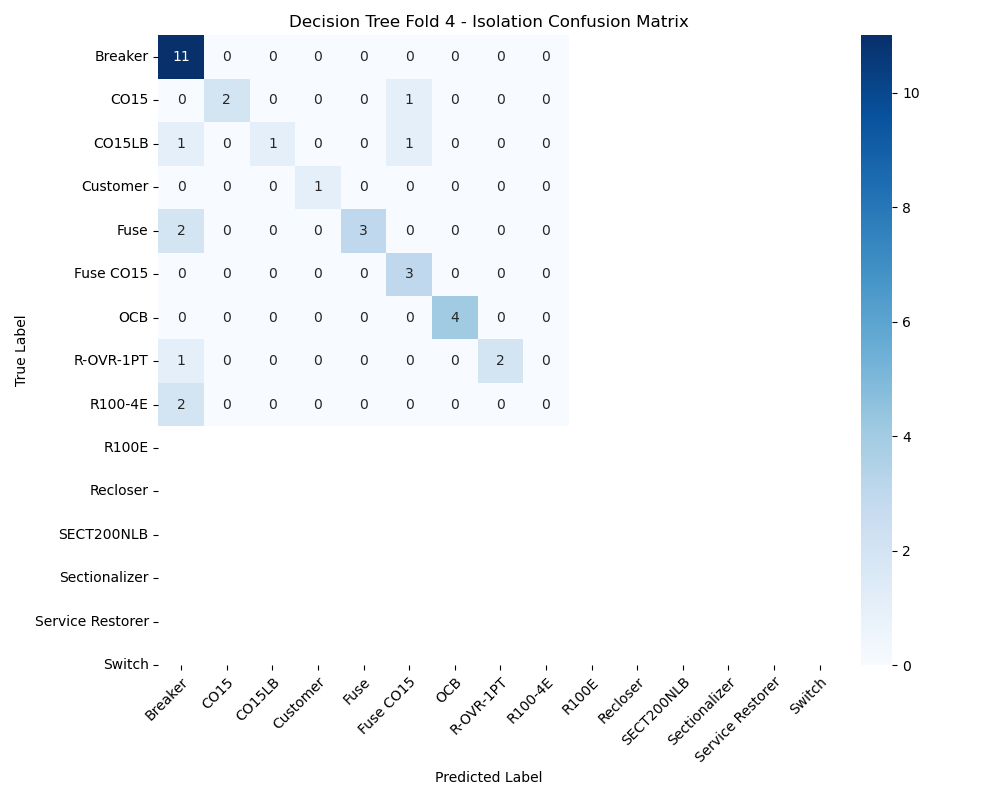 Decision Tree Fold 4 - Isolation Confusion Matrix
True Label
Breaker 11 0 0 0 0 0 0 0 0
CO15 0 2 0 0 0 1 0 0 0
CO15LB 1 0 1 0 0 1 0 0 0
Customer 0 0 0 1 0 0 0 0 0
Fuse 2 0 0 0 3 0 0 0 0
Fuse CO15 0 0 0 0 0 3 0 0 0
OCB 0 0 0 0 0 0 4 0 0
R-OVR-1PT 1 0 0 0 0 0 0 2 0
R100-4E 2 0 0 0 0 0 0 0 0
R100E
Recloser
SECT200NLB
Sectionalizer
Service Restorer
Switch
Breaker
CO15
CO15LB
Customer
Fuse
Fuse CO15
OCB
R-OVR-1PT
R100-4E
R100E
Recloser
SECT200NLB
Sectionalizer
Service Restorer
Switch
Predicted Label
10
8
6
4
2
0